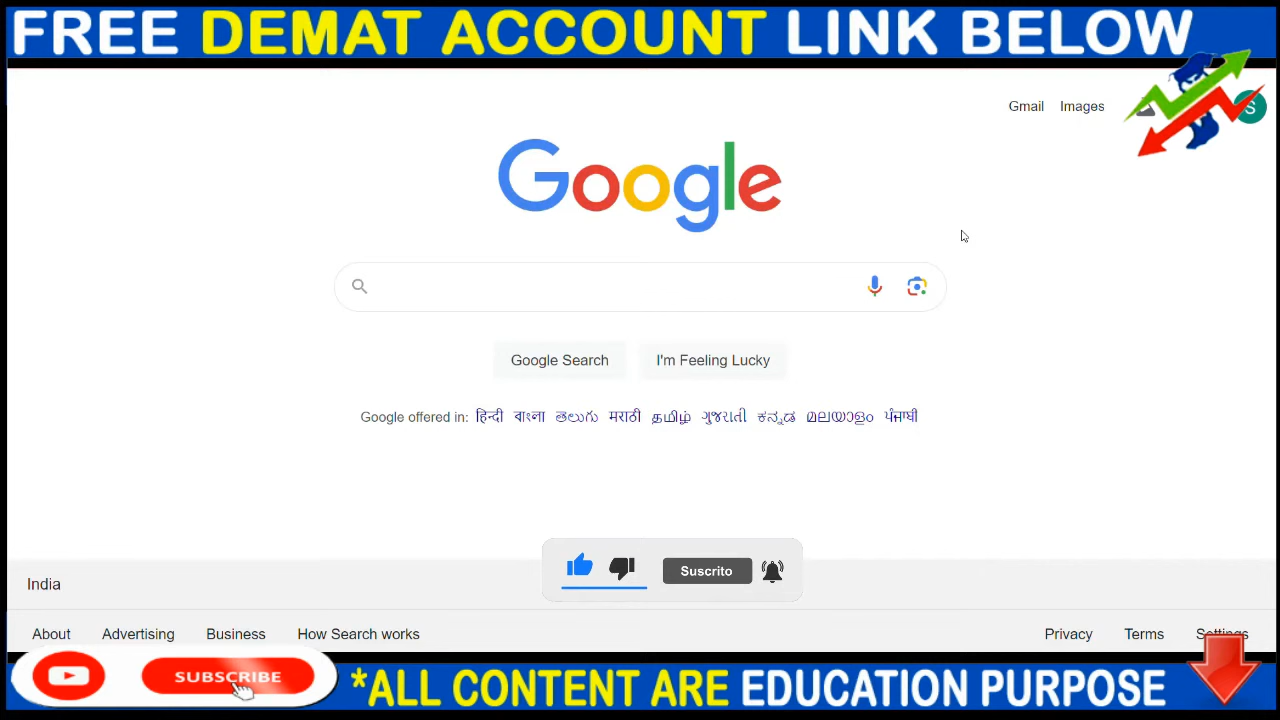 FREE DEMAT ACCOUNT LINK BELOW
Gmail Images S
Google
Google Search I'm Feeling Lucky
Google offered in: हिन्दी বাংলা తెలుగు मराठी தமிழ் ગુજરાતી ಕನ್ನಡ മലയാളം ਪੰਜਾਬੀ
Suscrito
India
About Advertising Business How Search works Privacy Terms Settings
SUBSCRIBE
*ALL CONTENT ARE EDUCATION PURPOSE